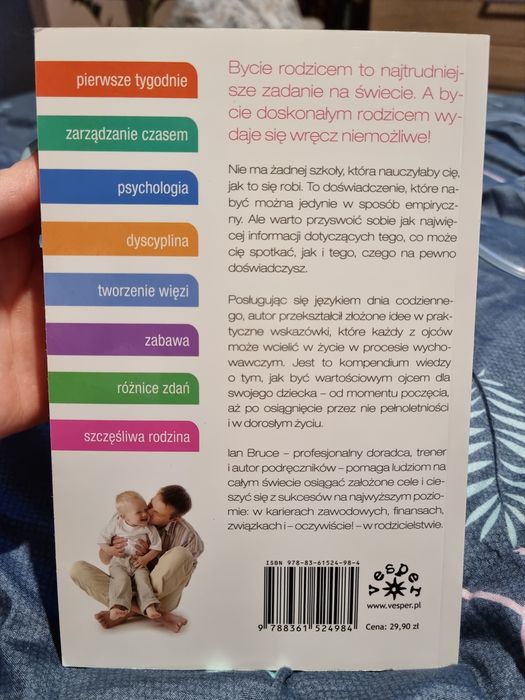 pierwsze tygodnie
zarządzanie czasem
psychologia
dyscyplina
tworzenie więzi
zabawa
różnice zdań
szczęśliwa rodzina
Bycie rodzicem to najtrudniej-
sze zadanie na świecie. A by-
cie doskonałym rodzicem wy-
daje się wręcz niemożliwe!
Nie ma żadnej szkoły, która nauczyłaby cię,
jak to się robi. To doświadczenie, które na-
być można jedynie w sposób empirycz-
ny. Ale warto przyswoić sobie jak najwię-
cej informacji dotyczących tego, co może
cię spotkać, jak i tego, czego na pewno
doświadczysz.
Posługując się językiem dnia codzienne-
go, autor przekształcił złożone idee w prak-
tyczne wskazówki, które każdy z ojców
może wcielić w życie w procesie wycho-
wawczym. Jest to kompendium wiedzy
o tym, jak być wartościowym ojcem dla
swojego dziecka – od momentu poczęcia,
aż po osiągnięcie przez nie pełnoletniości
i w dorosłym życiu.
Ian Bruce – profesjonalny doradca, trener
i autor podręczników – pomaga ludziom na
całym świecie osiągać założone cele i cie-
szyć się z sukcesów na najwyższym pozio-
mie: w karierach zawodowych, finansach,
związkach i – oczywiście! – w rodzicielstwie.
ISBN 978-83-61524-98-4
9 788361 524984
vesper
www.vesper.pl
Cena: 29,90 zł